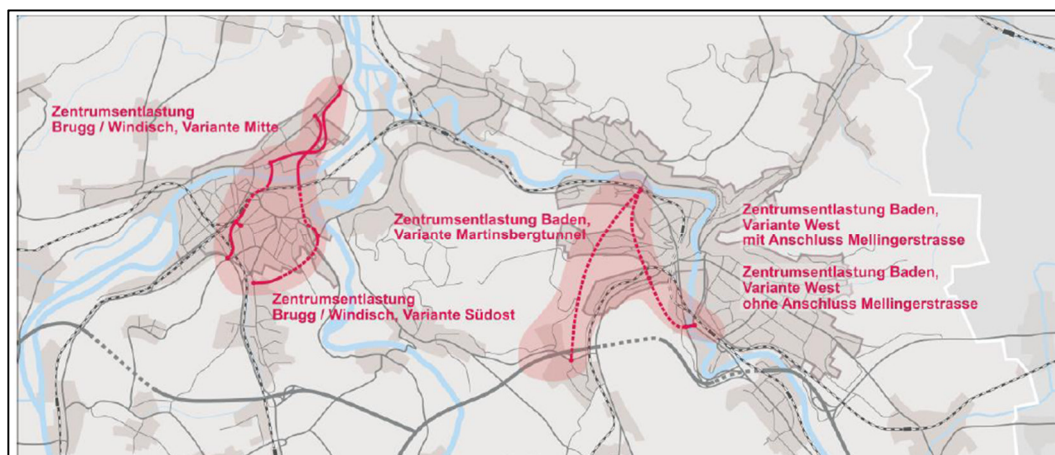 Zentrumsentlastung
Brugg / Windisch, Variante Mitte
Zentrumsentlastung Baden,
Variante Martinsbergtunnel
Zentrumsentlastung Baden,
Variante West
mit Anschluss Mellingerstrasse
Zentrumsentlastung Baden,
Variante West
ohne Anschluss Mellingerstrasse
Zentrumsentlastung
Brugg / Windisch, Variante Südost